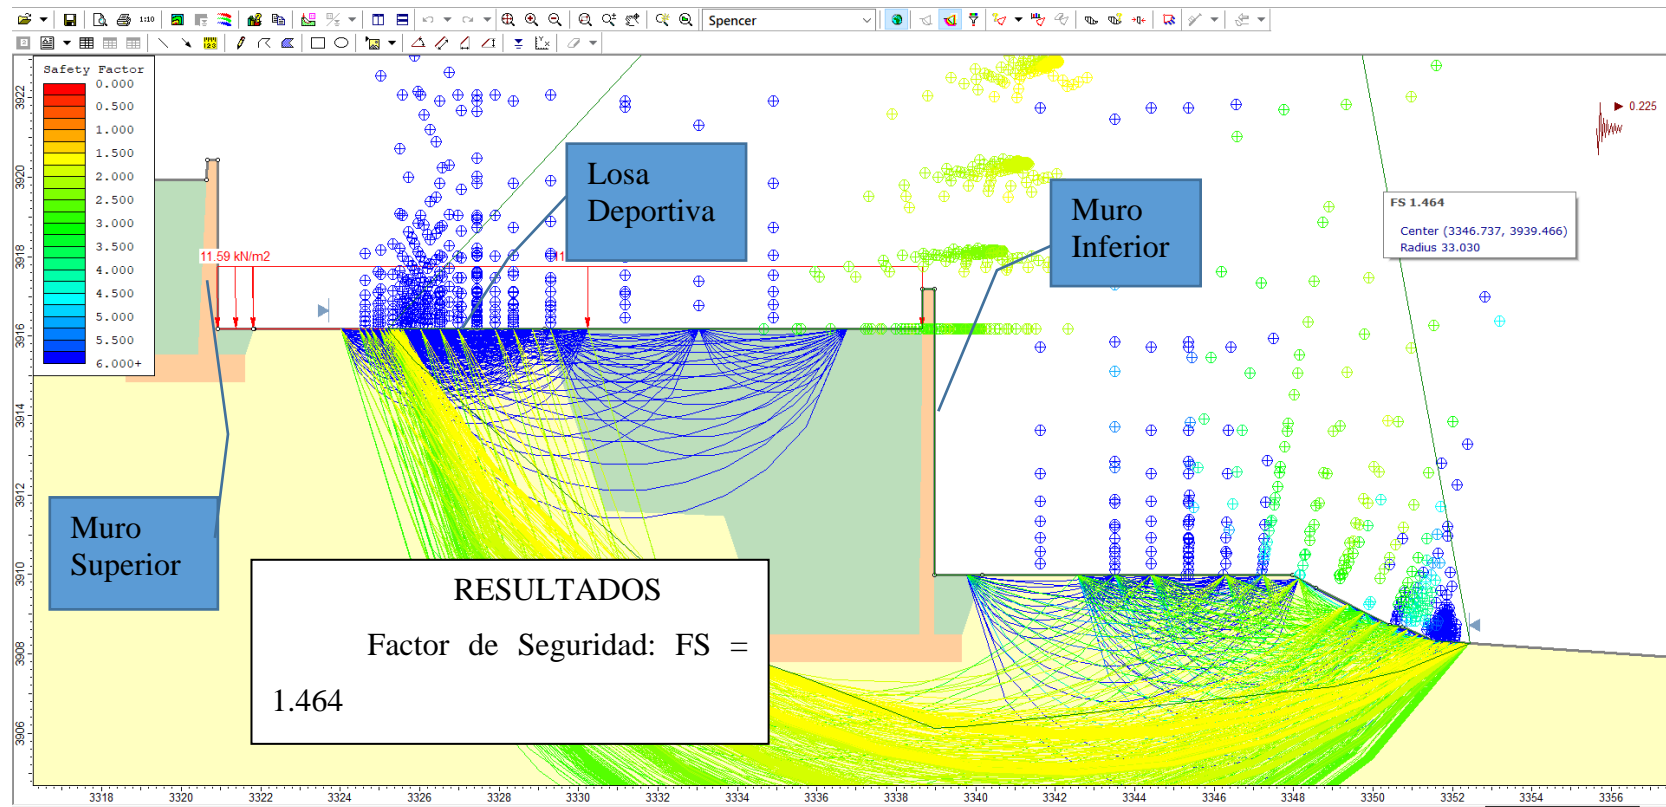 1:10
Spencer
Safety Factor
0.000
0.500
1.000
1.500
2.000
2.500
3.000
3.500
4.000
4.500
5.000
5.500
6.000+
3922
3920
3918
3916
3914
3912
3910
3908
3906
11.59 kN/m2
11
Losa
Deportiva
Muro
Inferior
0.225
FS 1.464
Center (3346.737, 3939.466)
Radius 33.030
Muro
Superior
RESULTADOS
Factor de Seguridad: FS =
1.464
3318 3320 3322 3324 3326 3328 3330 3332 3334 3336 3338 3340 3342 3344 3346 3348 3350 3352 3354 3356